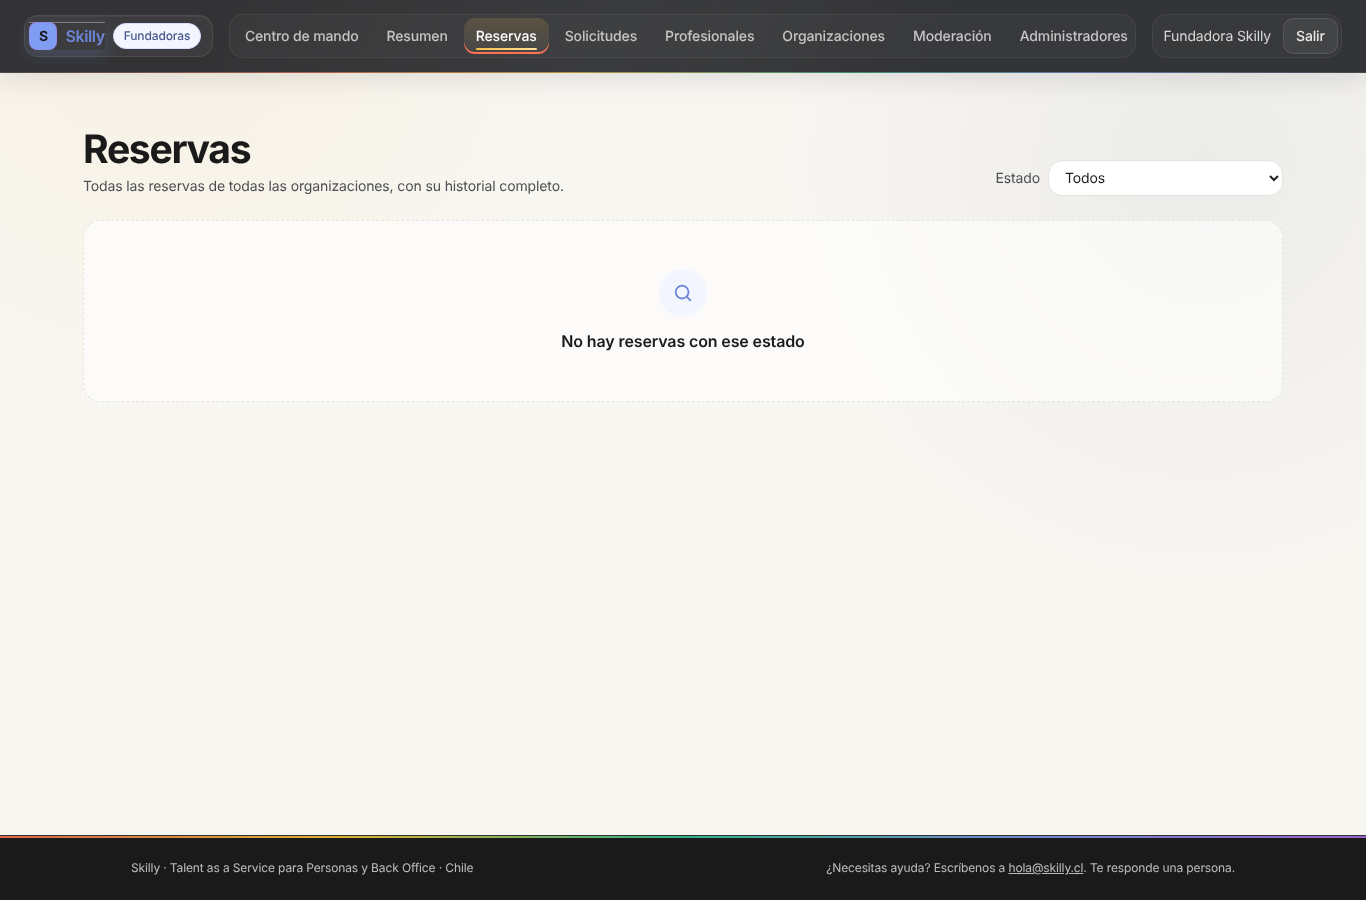 S Skilly Fundadoras Centro de mando Resumen Reservas Solicitudes Profesionales Organizaciones Moderación Administradores Fundadora Skilly Salir
Reservas
Todas las reservas de todas las organizaciones, con su historial completo.
Estado Todos
No hay reservas con ese estado
Skilly · Talent as a Service para Personas y Back Office · Chile
¿Necesitas ayuda? Escríbenos a hola@skilly.cl. Te responde una persona.